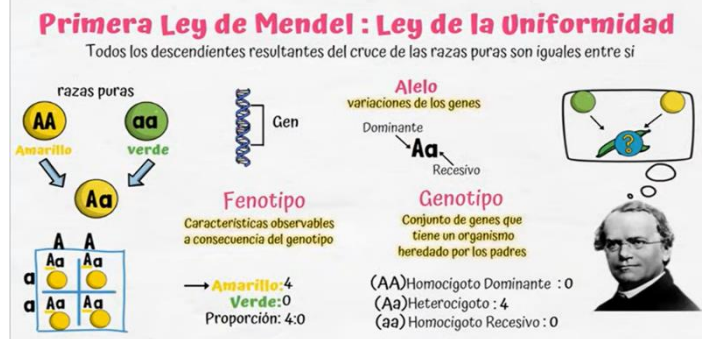 Primera Ley de Mendel : Ley de la Uniformidad
Todos los descendientes resultantes del cruce de las razas puras son iguales entre si
razas puras
AA
aa
Amarillo
verde
Aa
A A
a
Aa Aa
a
Aa Aa
Gen
Fenotipo
Características observables
a consecuencia del genotipo
Amarillo:4
Verde:0
Proporción: 4:0
Alelo
variaciones de los genes
Dominante
Aa
Recesivo
Genotipo
Conjunto de genes que
tiene un organismo
heredado por los padres
(AA)Homocigoto Dominante : 0
(Aa)Heterocigoto : 4
(aa) Homocigoto Recesivo : 0
?